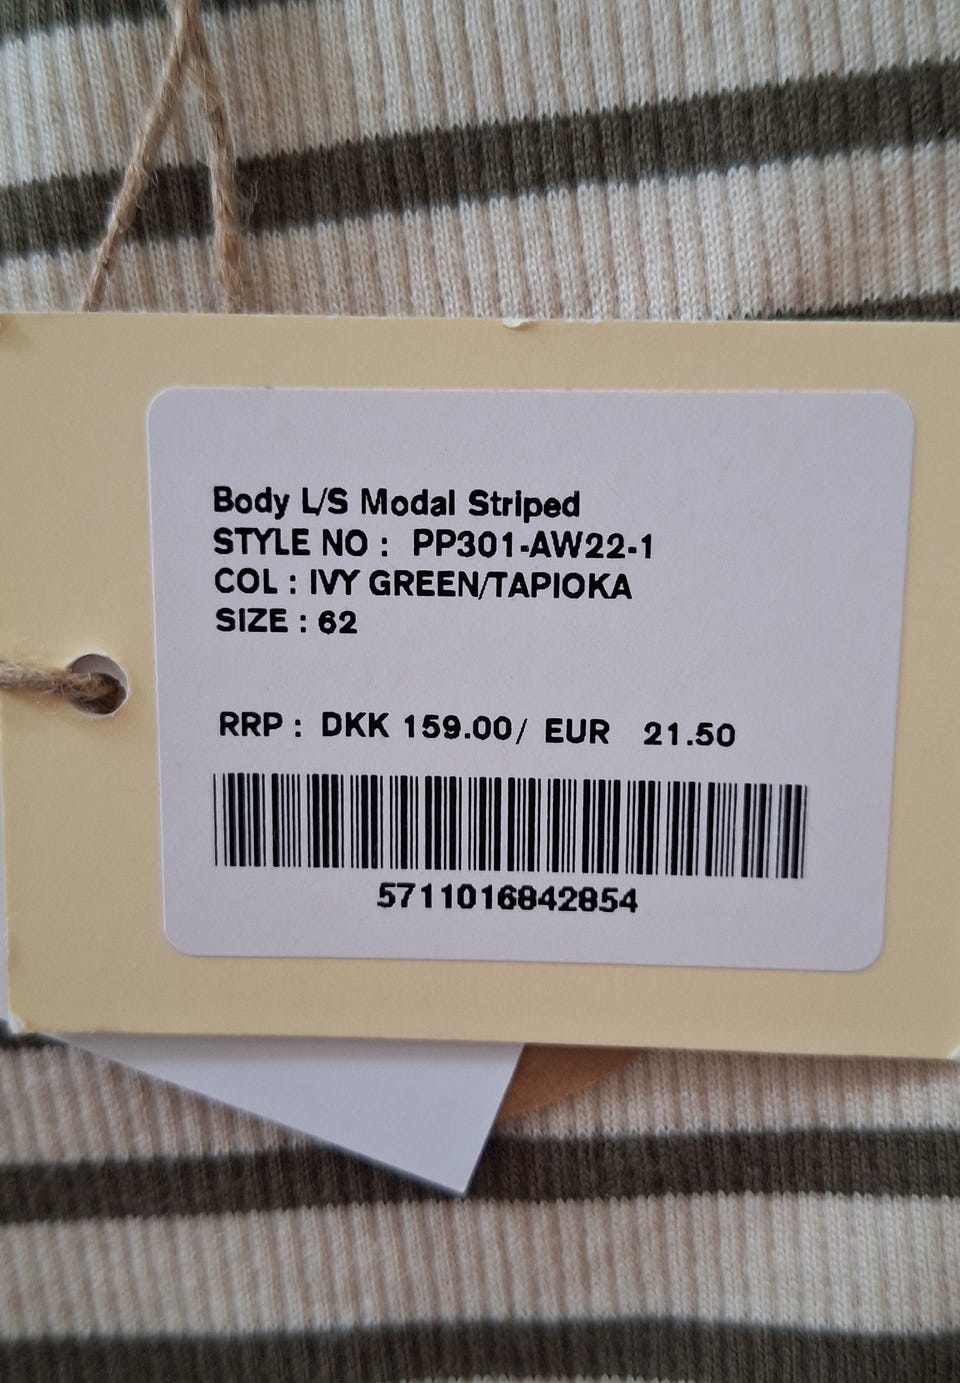 Body L/S Modal Striped
STYLE NO : PP301-AW22-1
COL : IVY GREEN/TAPIOKA
SIZE : 62
RRP : DKK 159.00/ EUR 21.50
5711016842854